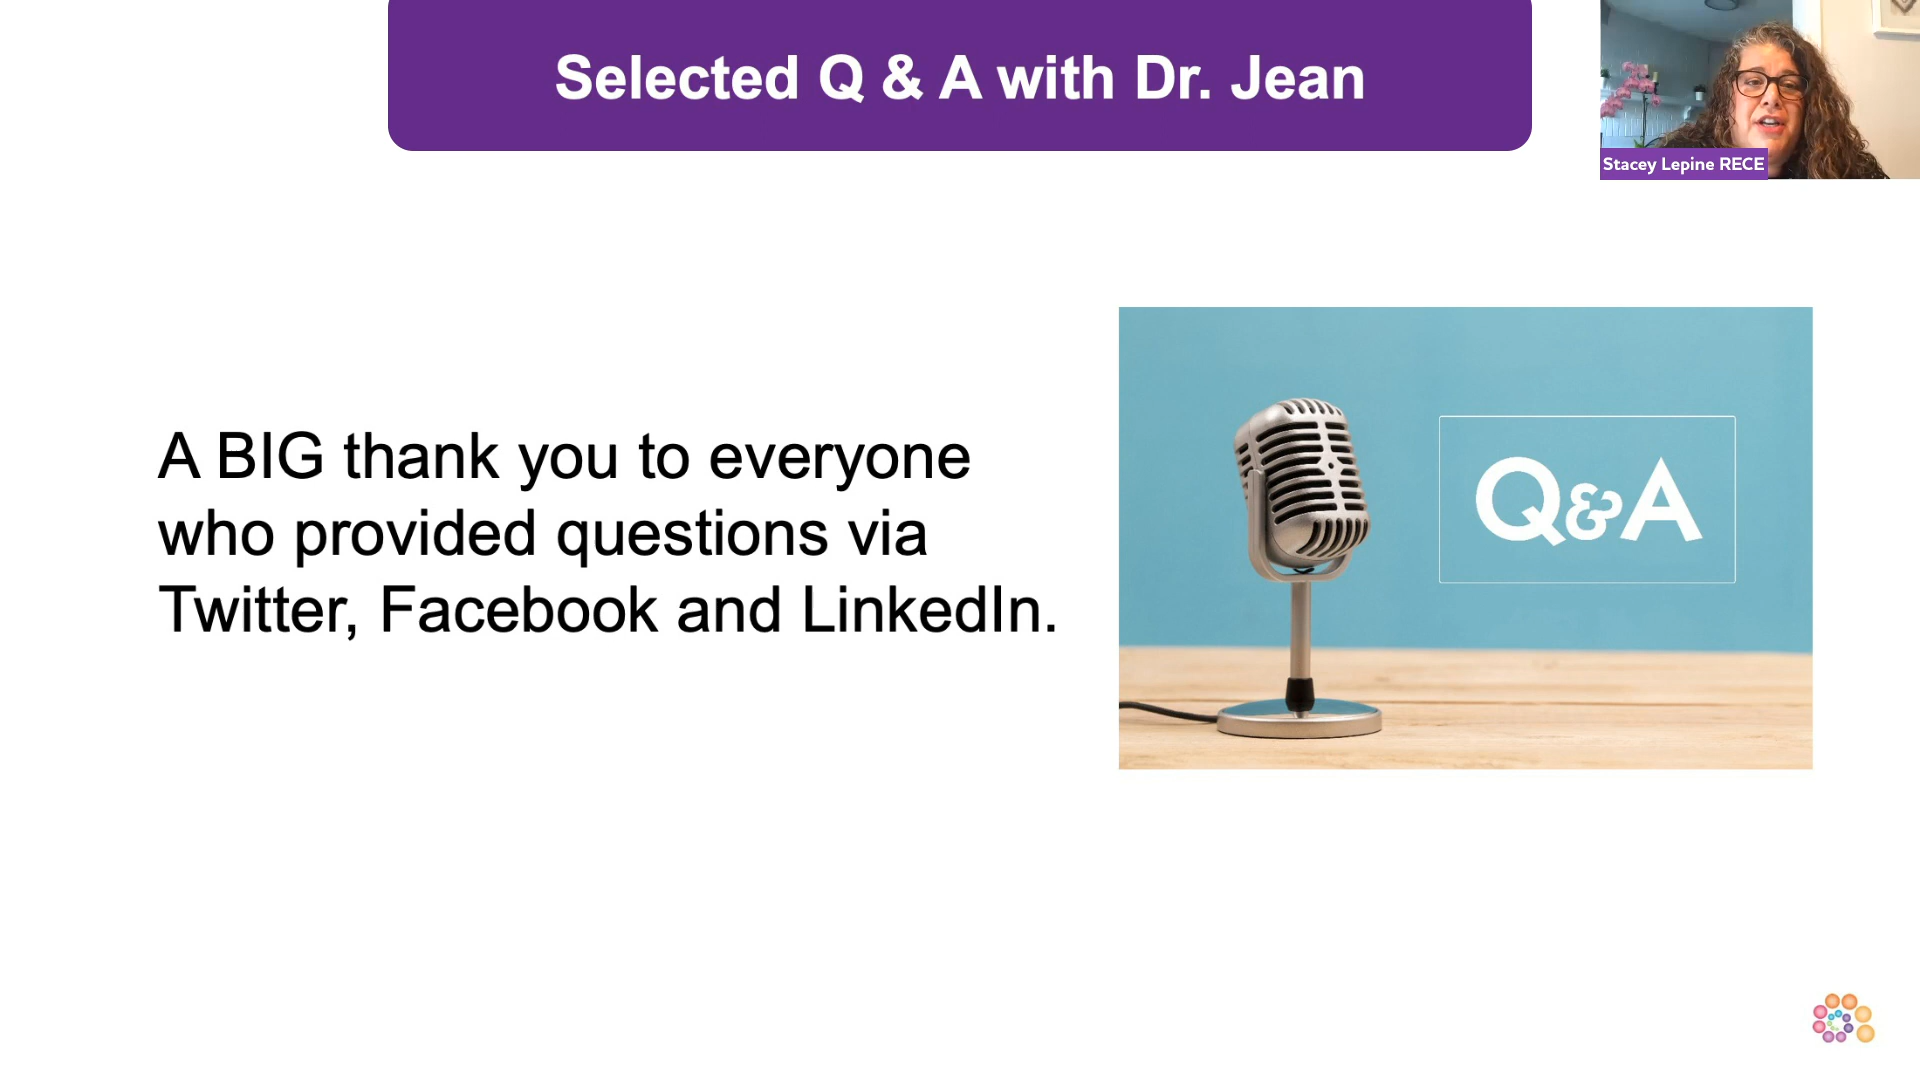 Selected Q & A with Dr. Jean
Stacey Lepine RECE
A BIG thank you to everyone
who provided questions via
Twitter, Facebook and LinkedIn.
Q&A